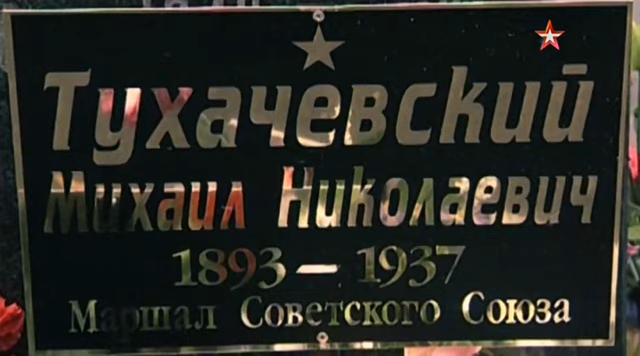 Тухачевский
Михаил Николаевич
1893 – 1937
Маршал Советского Союза